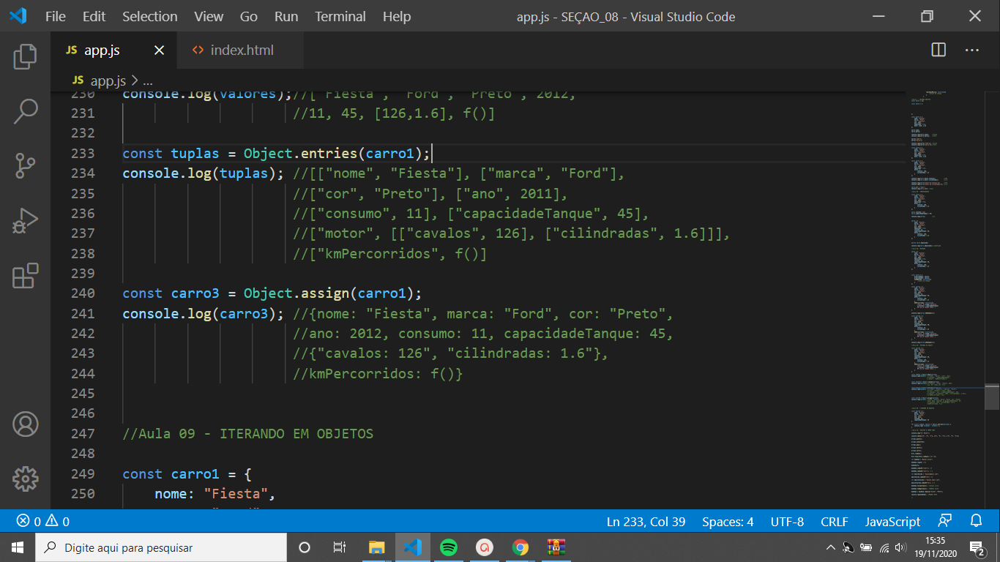 File Edit Selection View Go Run Terminal Help app.js - SEÇAO_08 - Visual Studio Code
JS app.js index.html
JS app.js > ...
230 console.log(valores);//["Fiesta", "Ford", "Preto", 2012,
231 //11, 45, [126,1.6], f()]
232
233 const tuplas = Object.entries(carro1);
234 console.log(tuplas); //[["nome", "Fiesta"], ["marca", "Ford"],
235 //["cor", "Preto"], ["ano", 2011],
236 //["consumo", 11], ["capacidadeTanque", 45],
237 //["motor", [["cavalos", 126], ["cilindradas", 1.6]]],
238 //["kmPercorridos", f()]
239
240 const carro3 = Object.assign(carro1);
241 console.log(carro3); //{nome: "Fiesta", marca: "Ford", cor: "Preto",
242 //ano: 2012, consumo: 11, capacidadeTanque: 45,
243 //{"cavalos: 126", "cilindradas: 1.6"},
244 //kmPercorridos: f()}
245
246
247 //Aula 09 - ITERANDO EM OBJETOS
248
249 const carro1 = {
250 nome: "Fiesta",
0 0 Ln 233, Col 39 Spaces: 4 UTF-8 CRLF JavaScript
Digite aqui para pesquisar
15:35
19/11/2020
2